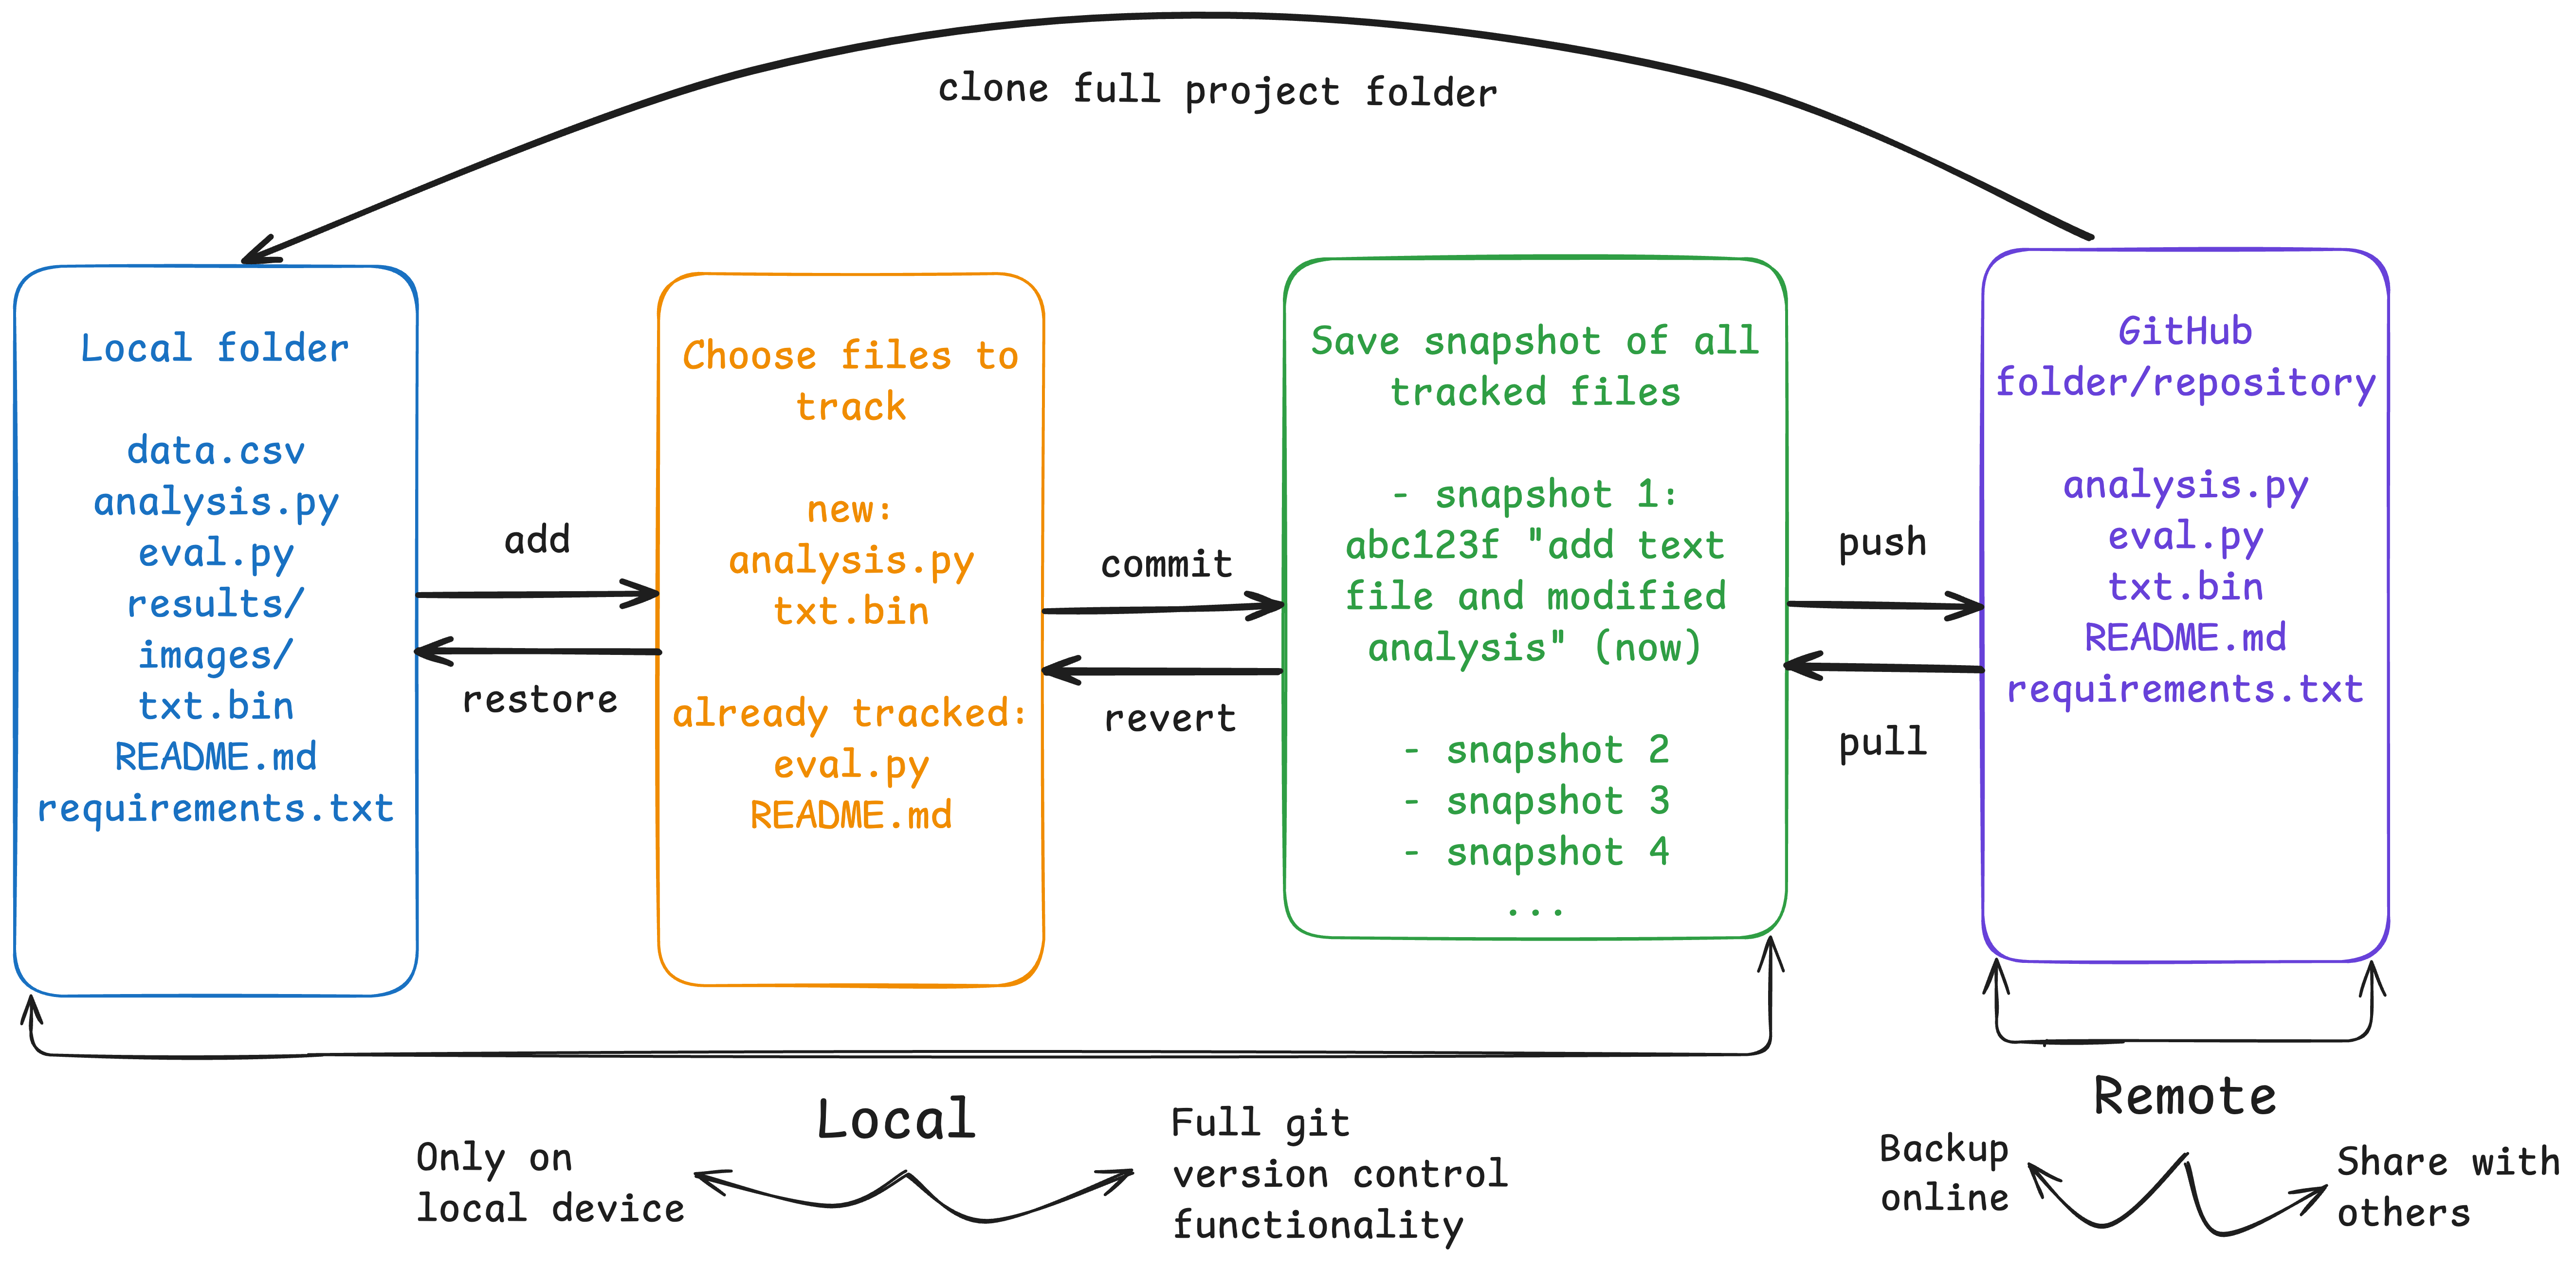 clone full project folder
Local folder
data.csv
analysis.py
eval.py
results/
images/
txt.bin
README.md
requirements.txt
add
restore
Choose files to
track
new:
analysis.py
txt.bin
already tracked:
eval.py
README.md
commit
revert
Save snapshot of all
tracked files
- snapshot 1:
abc123f "add text
file and modified
analysis" (now)
- snapshot 2
- snapshot 3
- snapshot 4
...
push
pull
GitHub
folder/repository
analysis.py
eval.py
txt.bin
README.md
requirements.txt
Local
Only on
local device
Full git
version control
functionality
Remote
Backup
online
Share with
others